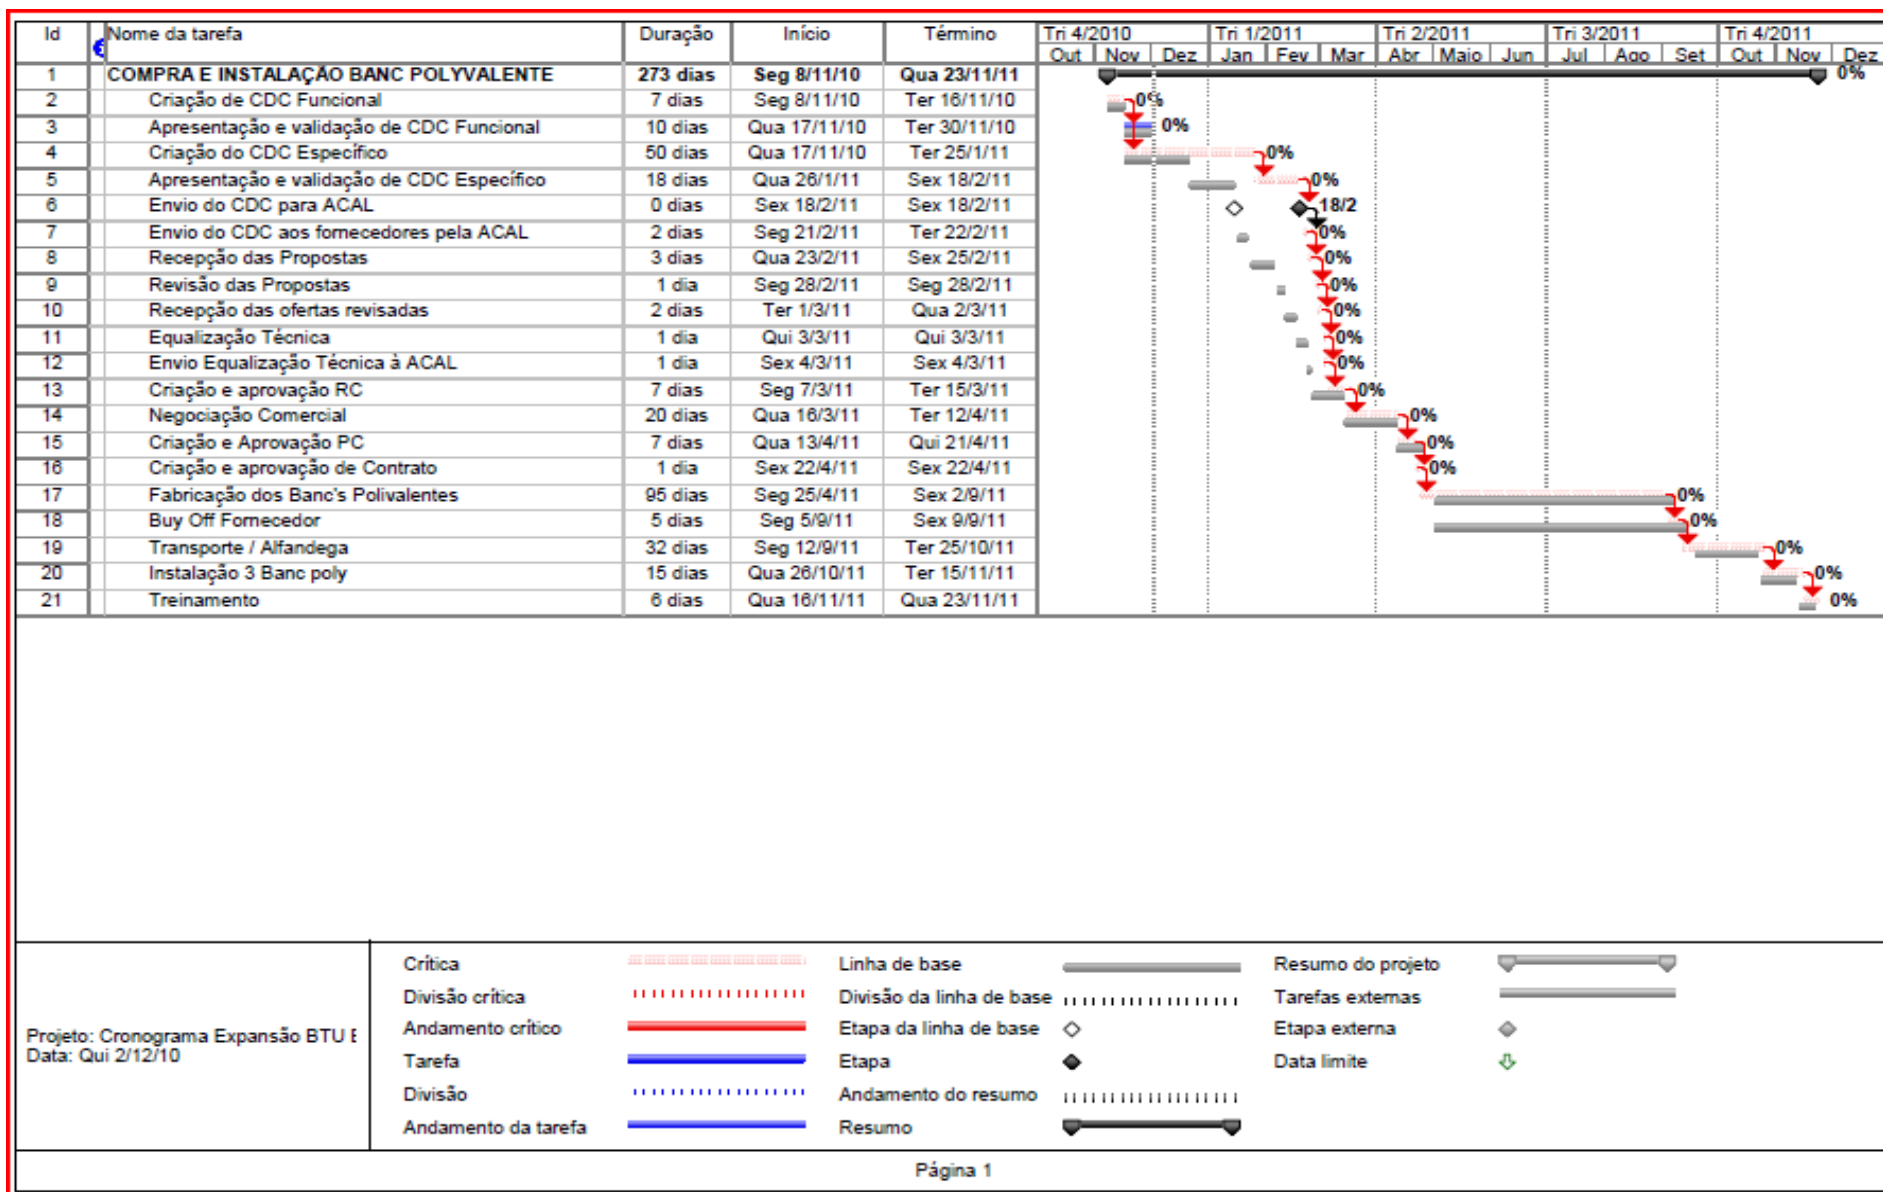 Id Nome da tarefa Duração Início Término Tri 4/2010 Tri 1/2011 Tri 2/2011 Tri 3/2011 Tri 4/2011
Out Nov Dez Jan Fev Mar Abr Maio Jun Jul Ago Set Out Nov Dez
1 COMPRA E INSTALAÇÃO BANC POLYVALENTE 273 dias Seg 8/11/10 Qua 23/11/11 0%
2 Criação de CDC Funcional 7 dias Seg 8/11/10 Ter 16/11/10 0%
3 Apresentação e validação de CDC Funcional 10 dias Qua 17/11/10 Ter 30/11/10 0%
4 Criação do CDC Específico 50 dias Qua 17/11/10 Ter 25/1/11 0%
5 Apresentação e validação de CDC Específico 18 dias Qua 26/1/11 Sex 18/2/11 0%
6 Envio do CDC para ACAL 0 dias Sex 18/2/11 Sex 18/2/11 18/2
7 Envio do CDC aos fornecedores pela ACAL 2 dias Seg 21/2/11 Ter 22/2/11 0%
8 Recepção das Propostas 3 dias Qua 23/2/11 Sex 25/2/11 0%
9 Revisão das Propostas 1 dia Seg 28/2/11 Seg 28/2/11 0%
10 Recepção das ofertas revisadas 2 dias Ter 1/3/11 Qua 2/3/11 0%
11 Equalização Técnica 1 dia Qui 3/3/11 Qui 3/3/11 0%
12 Envio Equalização Técnica à ACAL 1 dia Sex 4/3/11 Sex 4/3/11 0%
13 Criação e aprovação RC 7 dias Seg 7/3/11 Ter 15/3/11 0%
14 Negociação Comercial 20 dias Qua 16/3/11 Ter 12/4/11 0%
15 Criação e Aprovação PC 7 dias Qua 13/4/11 Qui 21/4/11 0%
16 Criação e aprovação de Contrato 1 dia Sex 22/4/11 Sex 22/4/11 0%
17 Fabricação dos Banc's Polivalentes 95 dias Seg 25/4/11 Sex 2/9/11 0%
18 Buy Off Fornecedor 5 dias Seg 5/9/11 Sex 9/9/11 0%
19 Transporte / Alfandega 32 dias Seg 12/9/11 Ter 25/10/11 0%
20 Instalação 3 Banc poly 15 dias Qua 26/10/11 Ter 15/11/11 0%
21 Treinamento 6 dias Qua 16/11/11 Qua 23/11/11 0%
Projeto: Cronograma Expansão BTU E
Data: Qui 2/12/10
Crítica Linha de base Resumo do projeto
Divisão crítica Divisão da linha de base Tarefas externas
Andamento crítico Etapa da linha de base Etapa externa
Tarefa Etapa Data limite
Divisão Andamento do resumo
Andamento da tarefa Resumo
Página 1